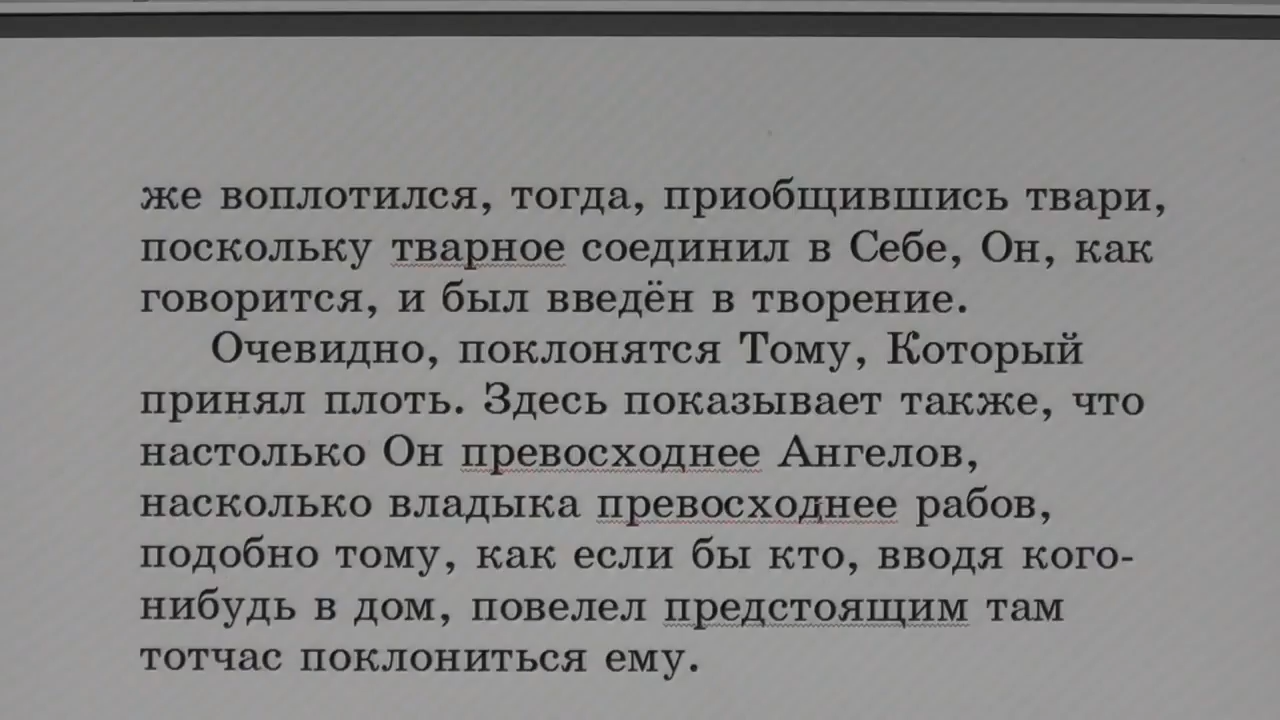 же воплотился, тогда, приобщившись твари,
поскольку тварное соединил в Себе, Он, как
говорится, и был введён в творение.
Очевидно, поклонятся Тому, Который
принял плоть. Здесь показывает также, что
настолько Он превосходнее Ангелов,
насколько владыка превосходнее рабов,
подобно тому, как если бы кто, вводя кого-
нибудь в дом, повелел предстоящим там
тотчас поклониться ему.